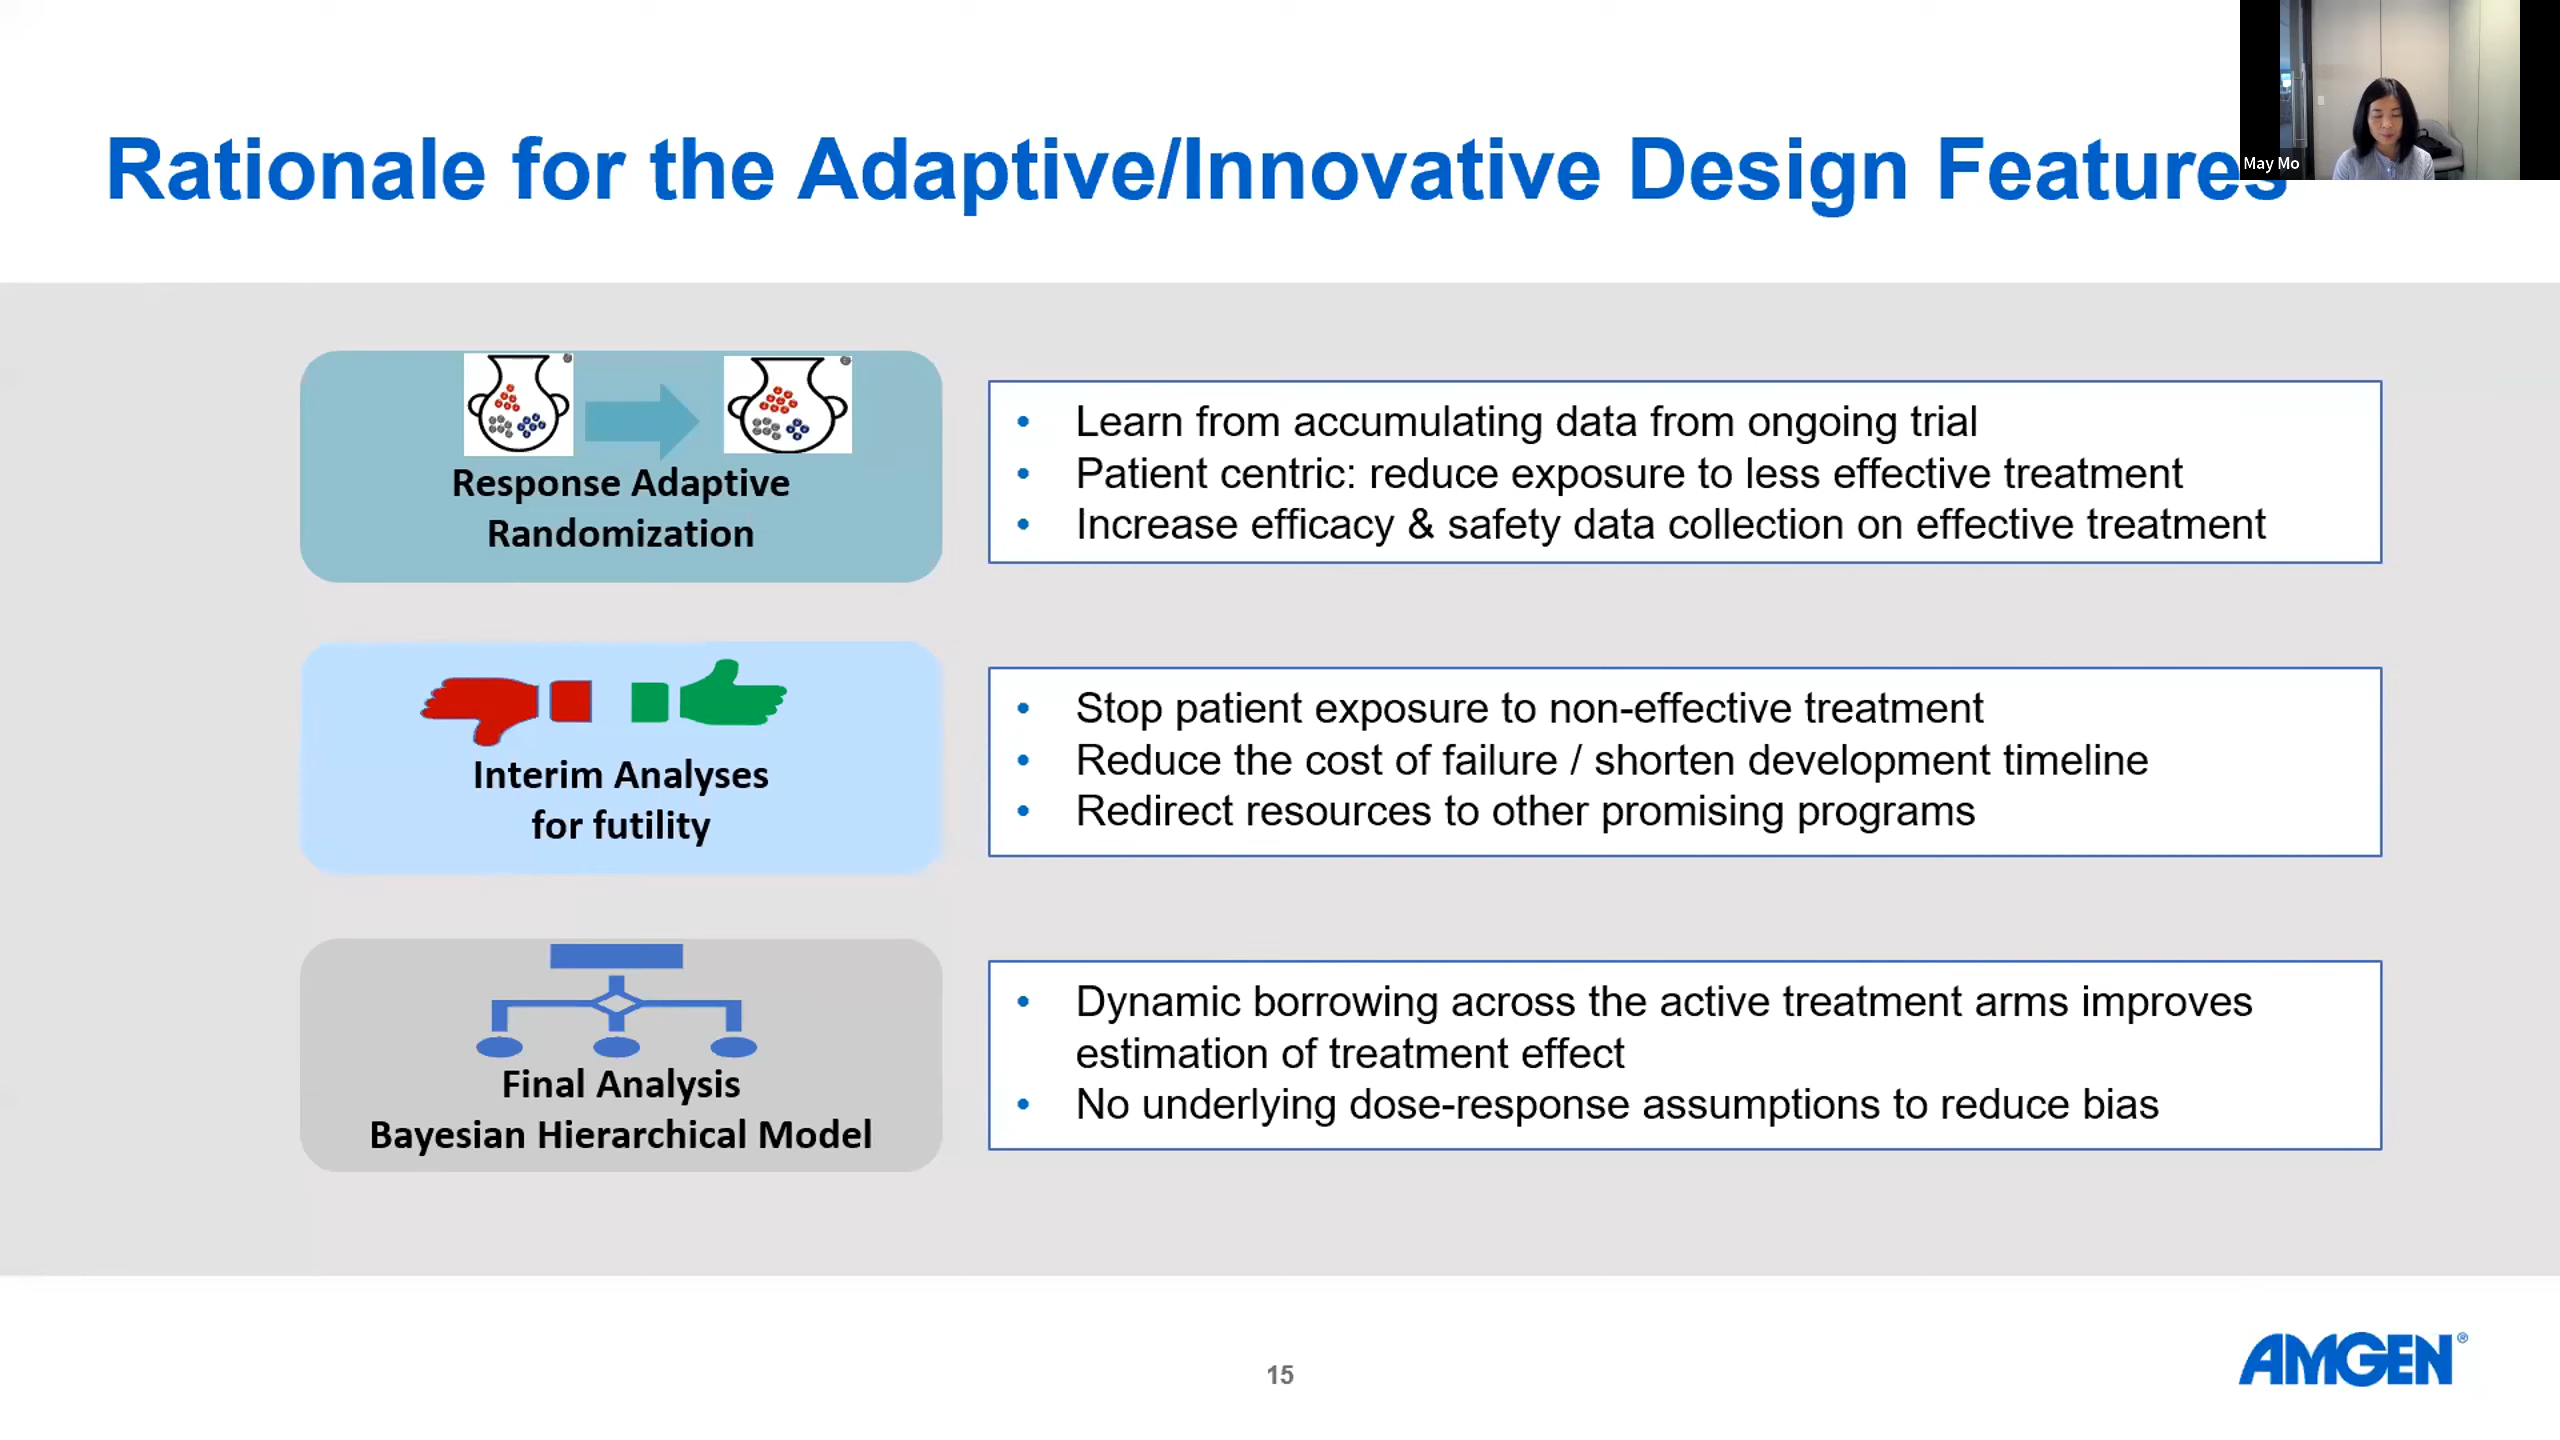 May Mo
Rationale for the Adaptive/Innovative Design Features
Response Adaptive
Randomization
• Learn from accumulating data from ongoing trial
• Patient centric: reduce exposure to less effective treatment
• Increase efficacy & safety data collection on effective treatment
Interim Analyses
for futility
• Stop patient exposure to non-effective treatment
• Reduce the cost of failure / shorten development timeline
• Redirect resources to other promising programs
Final Analysis
Bayesian Hierarchical Model
• Dynamic borrowing across the active treatment arms improves
estimation of treatment effect
• No underlying dose-response assumptions to reduce bias
15
AMGEN®